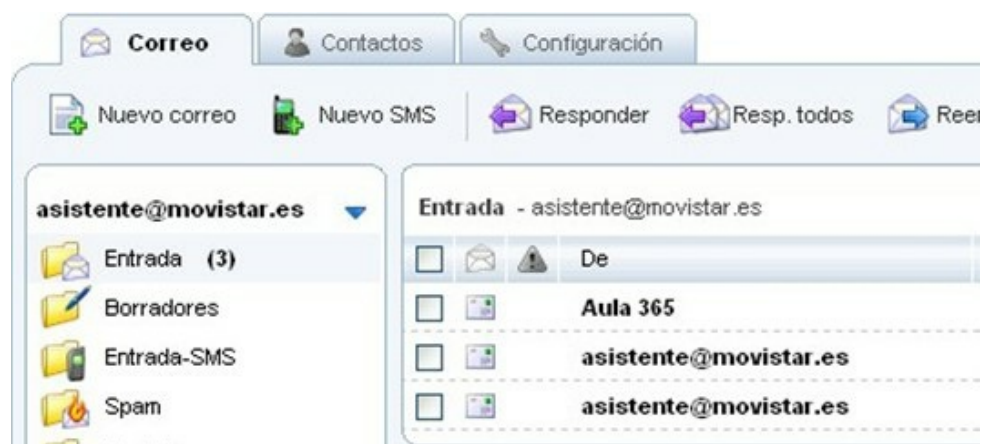 Correo Contactos Configuración
Nuevo correo Nuevo SMS Responder Resp. todos
asistente@movistar.es
Entrada (3)
Borradores
Entrada-SMS
Spam
Entrada - asistente@movistar.es
De
Aula 365
asistente@movistar.es
asistente@movistar.es